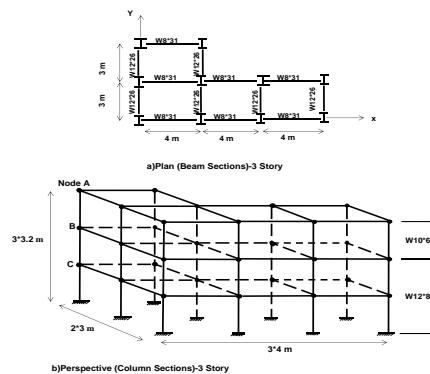 Y
W8*31
W12*26
W12*26
3 m
W8*31
W8*31
W8*31
W12*26
W12*26
W12*26
W12*26
3 m
W8*31
W8*31
W8*31
x
4 m
4 m
4 m
a)Plan (Beam Sections)-3 Story
Node A
B
C
3*3.2 m
W10*6
W12*8
2*3 m
3*4 m
b)Perspective (Column Sections)-3 Story